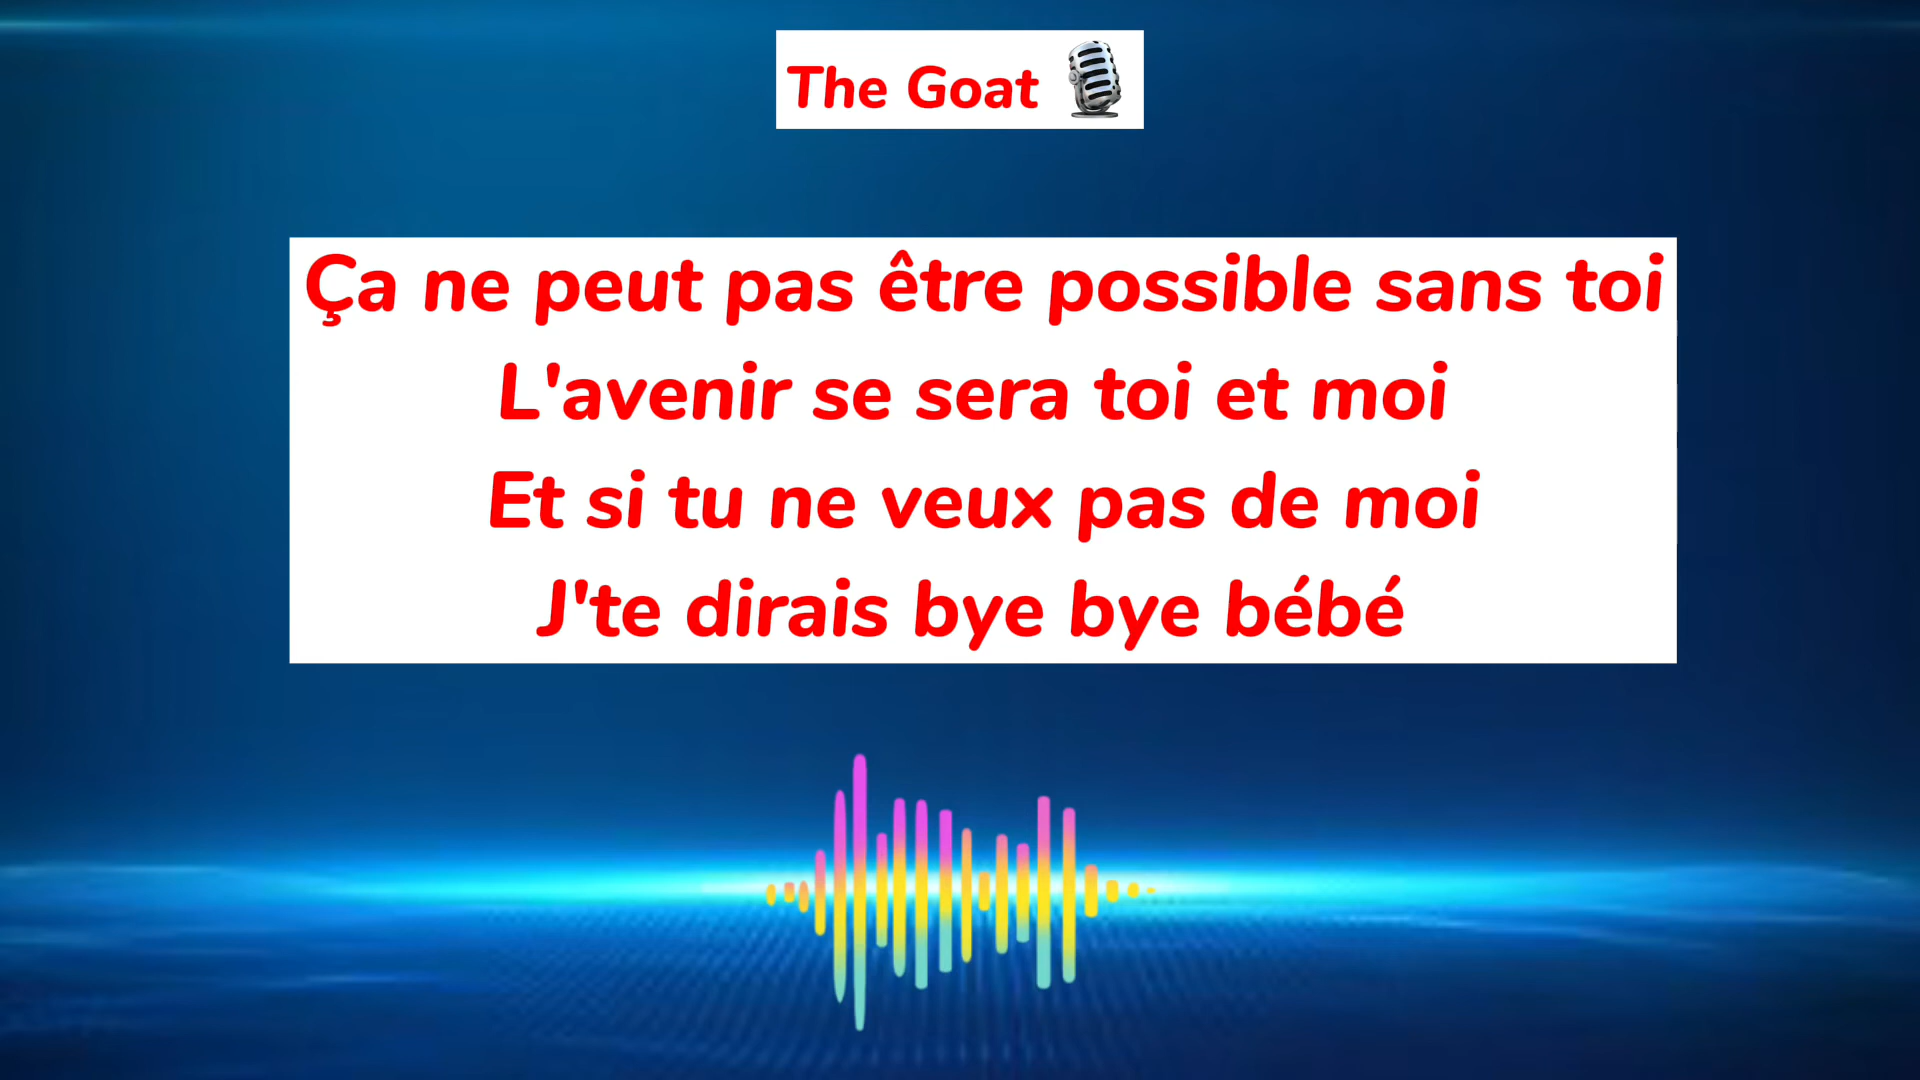 The Goat
Ça ne peut pas être possible sans toi
L'avenir se sera toi et moi
Et si tu ne veux pas de moi
J'te dirais bye bye bébé